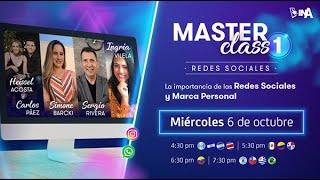 INA
MASTER
class 1
REDES SOCIALES
La importancia de las Redes Sociales
y Marca Personal
Miércoles 6 de octubre
4:30 pm
5:30 pm
6:30 pm
7:30 pm
Heissel
ACOSTA
y
Carlos
PÁEZ
Simone
BARCKI
Sergio
RIVERA
Ingrid
VILELA